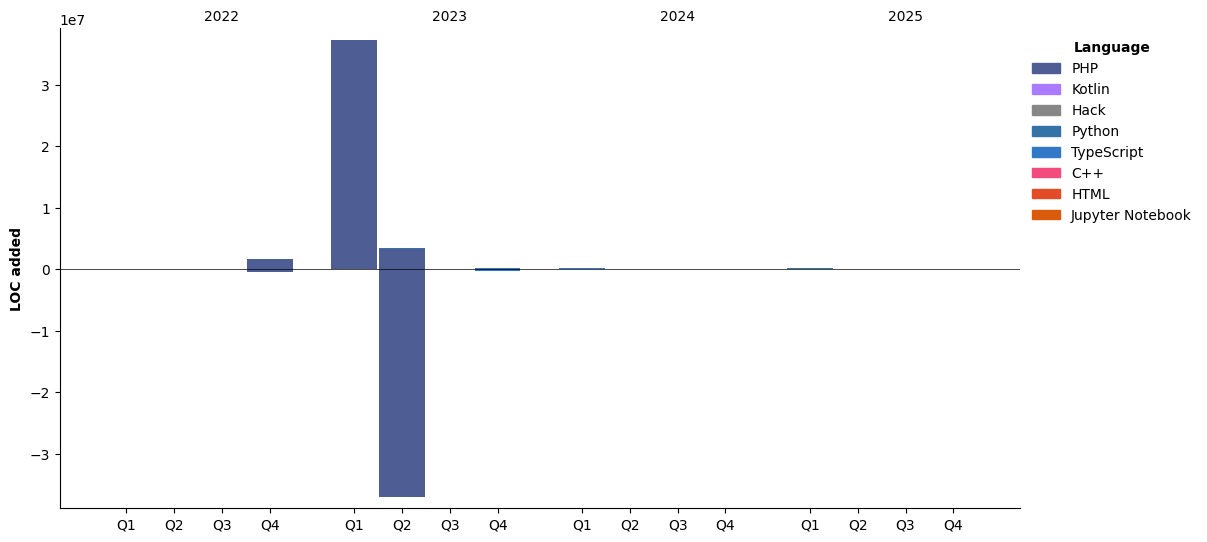 2022 2023 2024 2025
1e7
Language
PHP
Kotlin
Hack
Python
TypeScript
C++
HTML
Jupyter Notebook
LOC added
3
2
1
0
−1
−2
−3
Q1 Q2 Q3 Q4 Q1 Q2 Q3 Q4 Q1 Q2 Q3 Q4 Q1 Q2 Q3 Q4